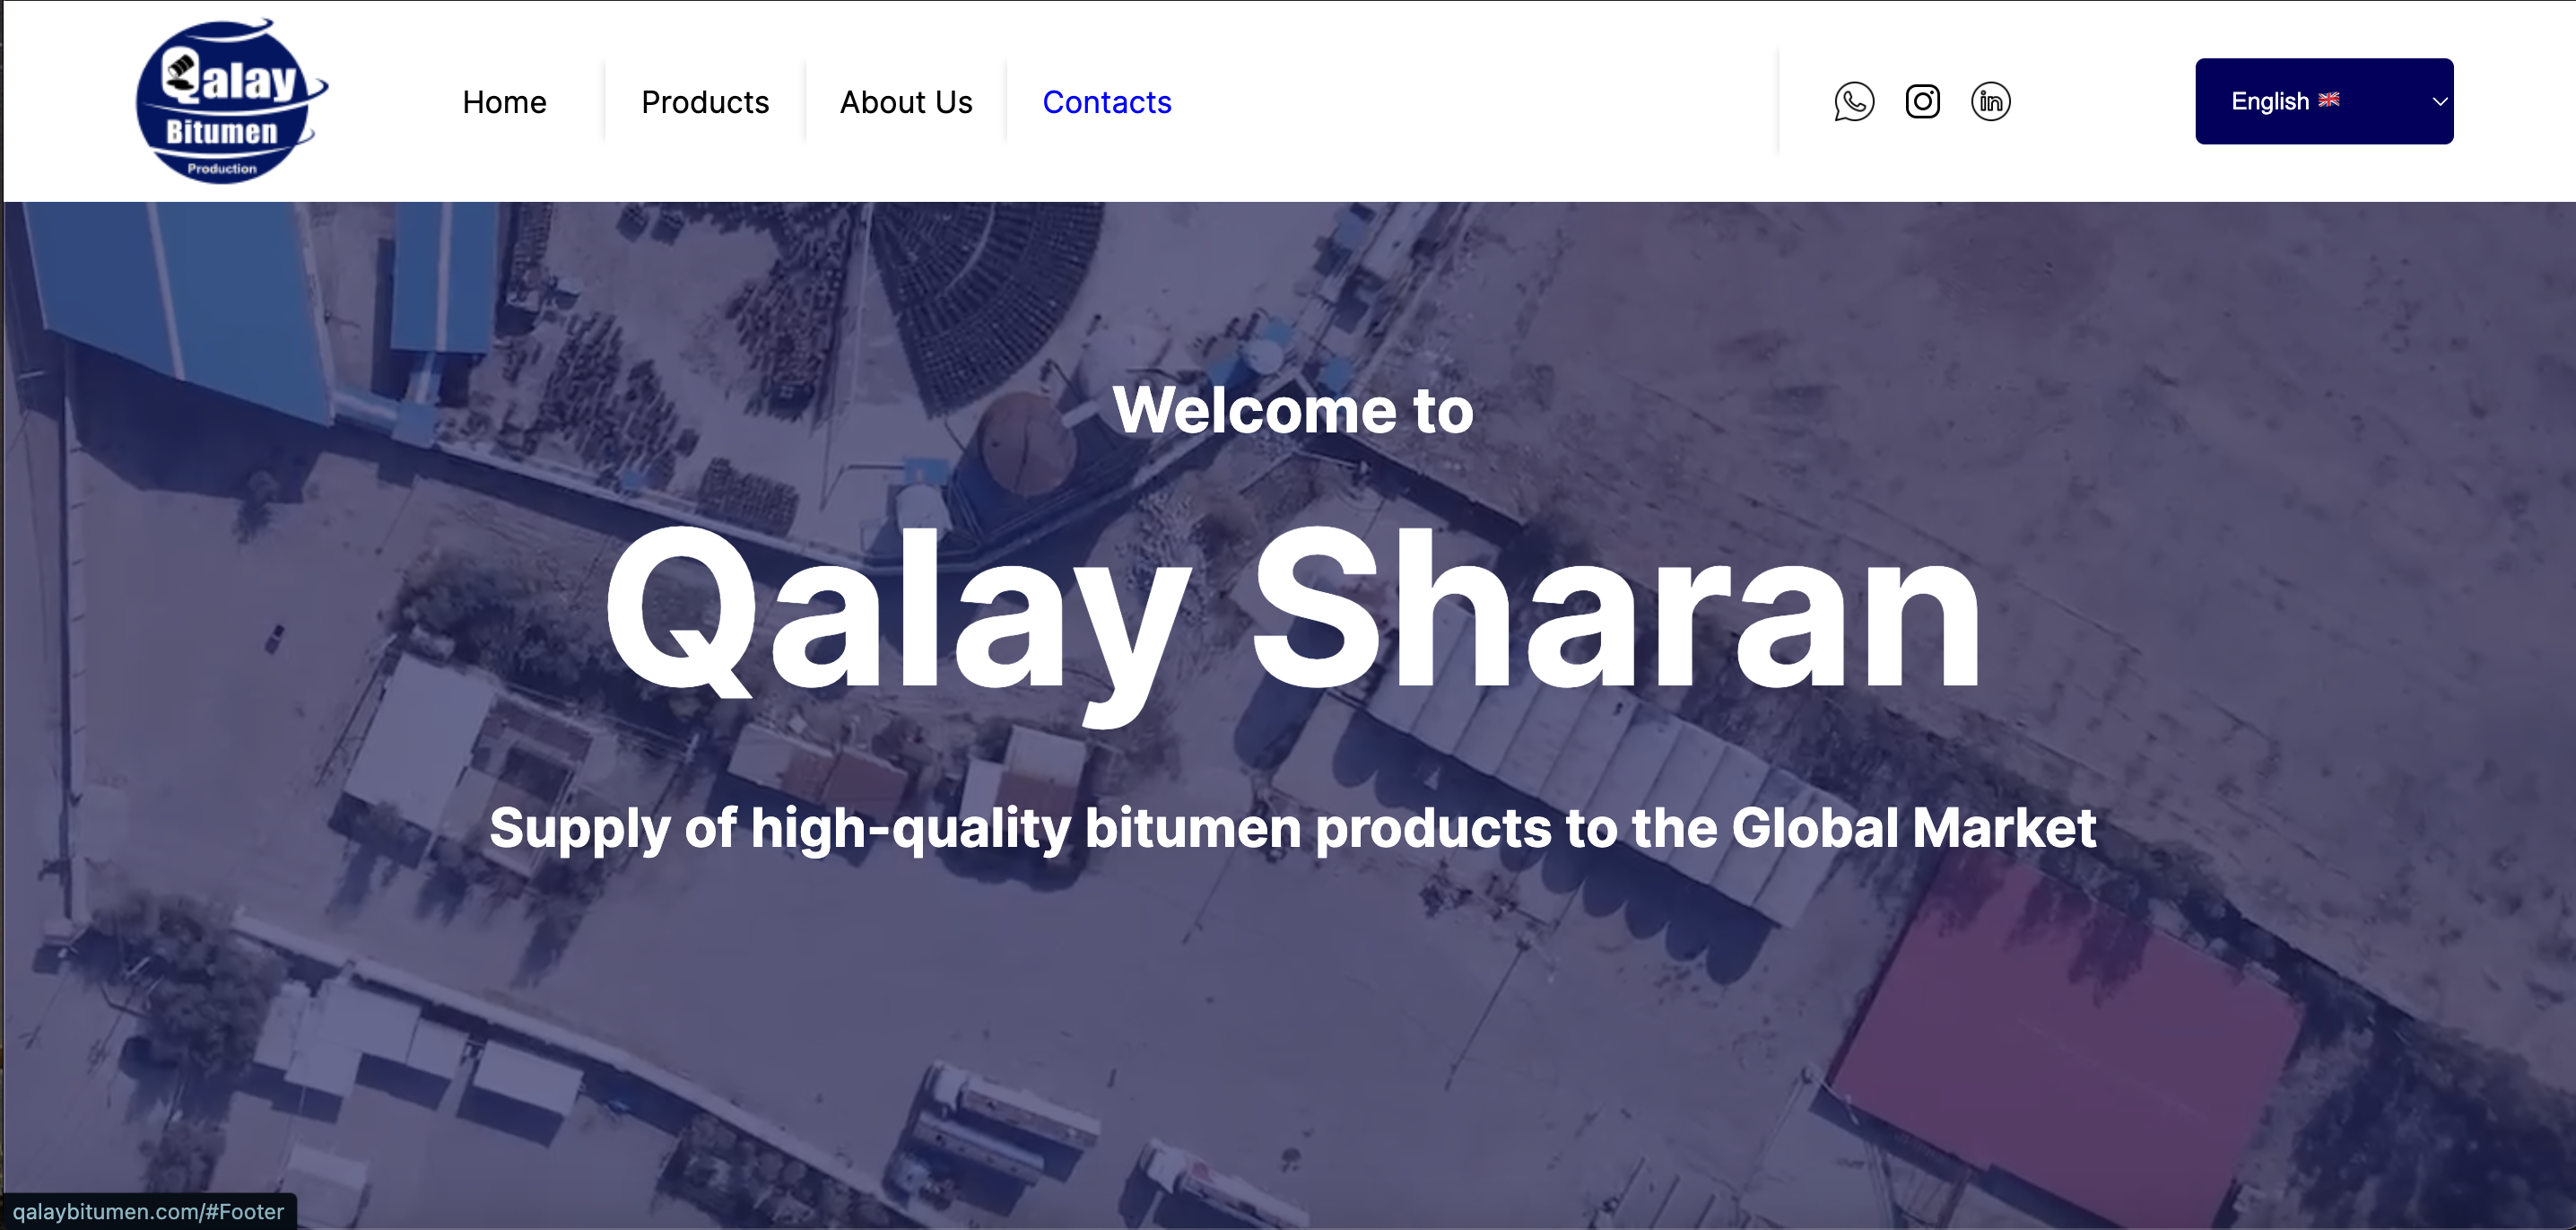 Qalay
Bitumen
Production
Home
Products
About Us
Contacts
in
English
Welcome to
Qalay Sharan
Supply of high-quality bitumen products to the Global Market
qalaybitumen.com/#Footer